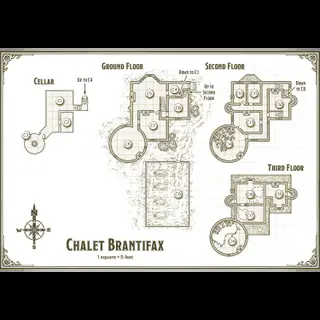 Ground Floor
Second Floor
Cellar
Up to C4
Down to C1
Up to
Second
Floor
Down
to C8
Third Floor
N
W
E
S
Chalet Brantifax
1 square = 5 feet